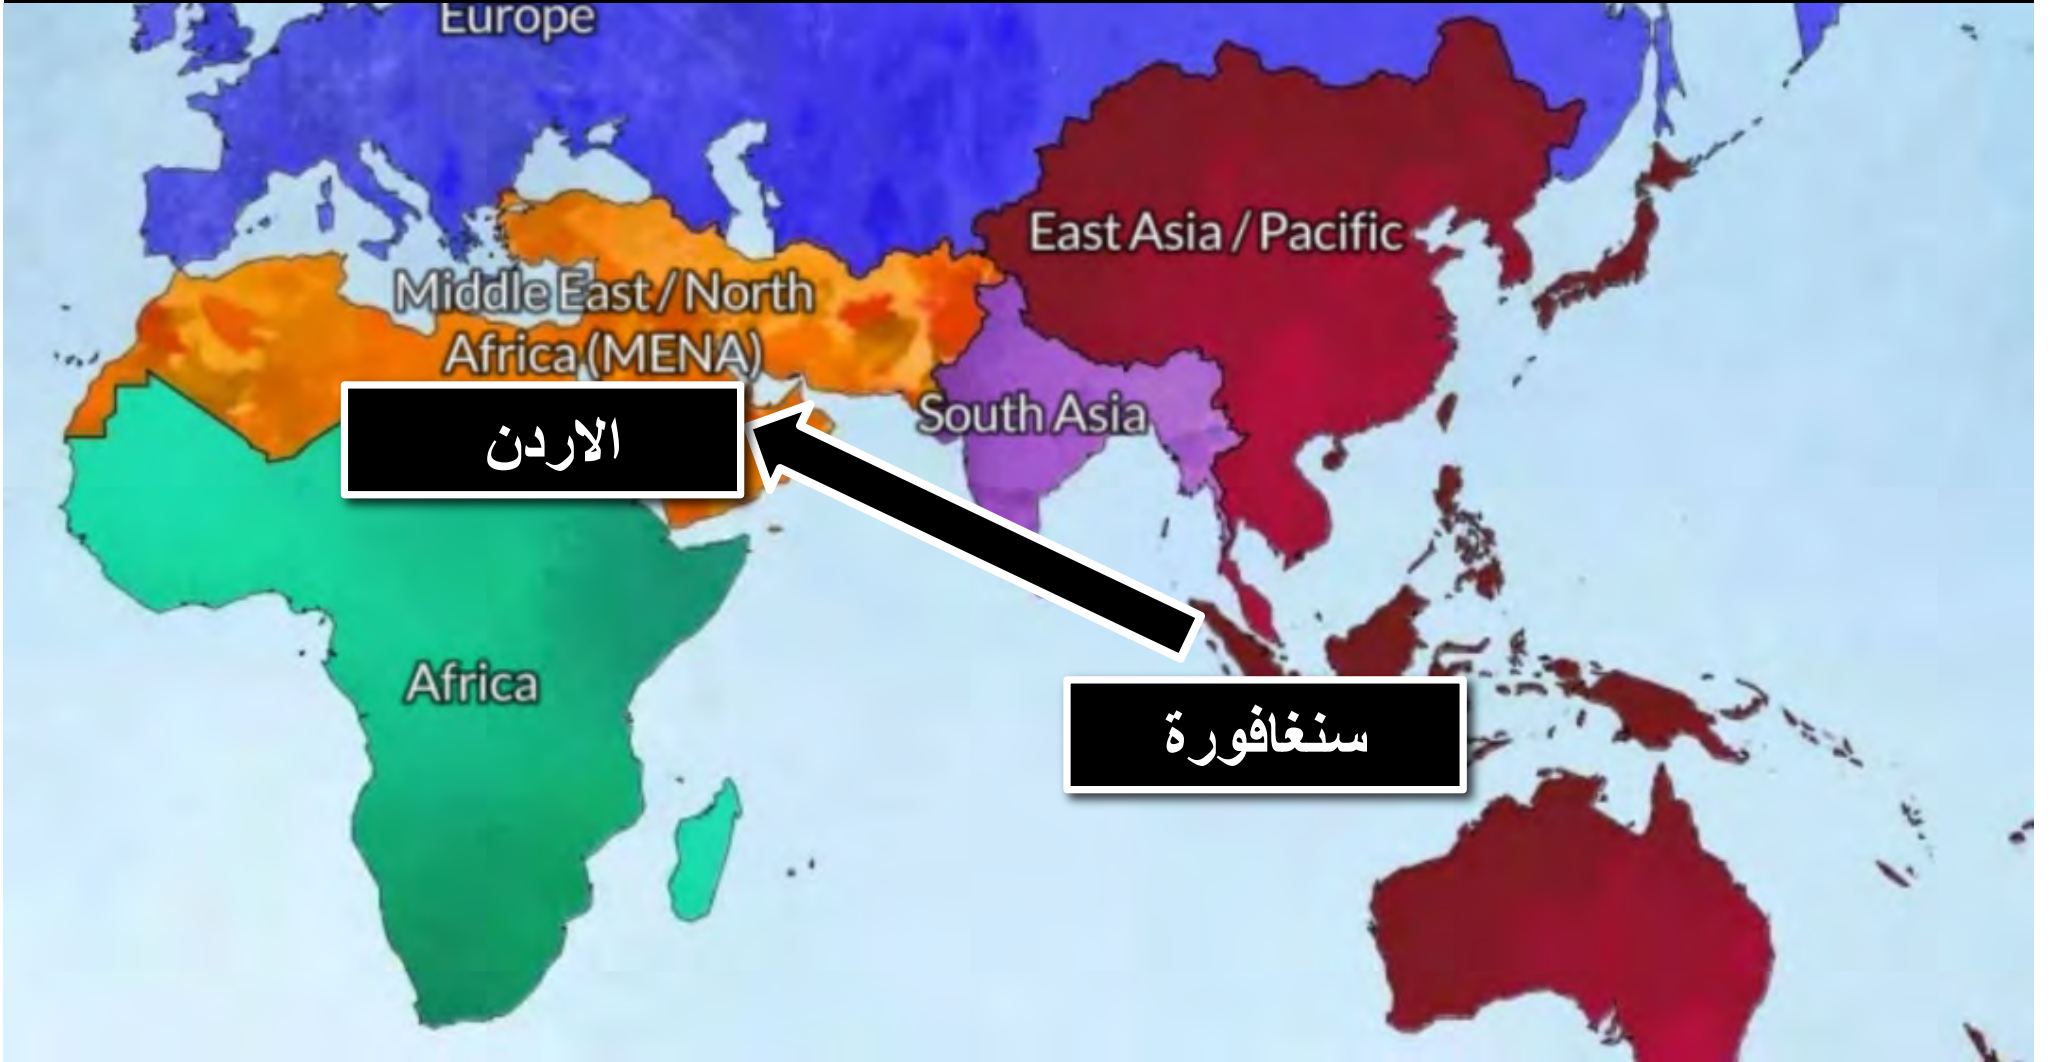 Europe
East Asia / Pacific
Middle East / North
Africa (MENA)
South Asia
الاردن
Africa
سنغافورة